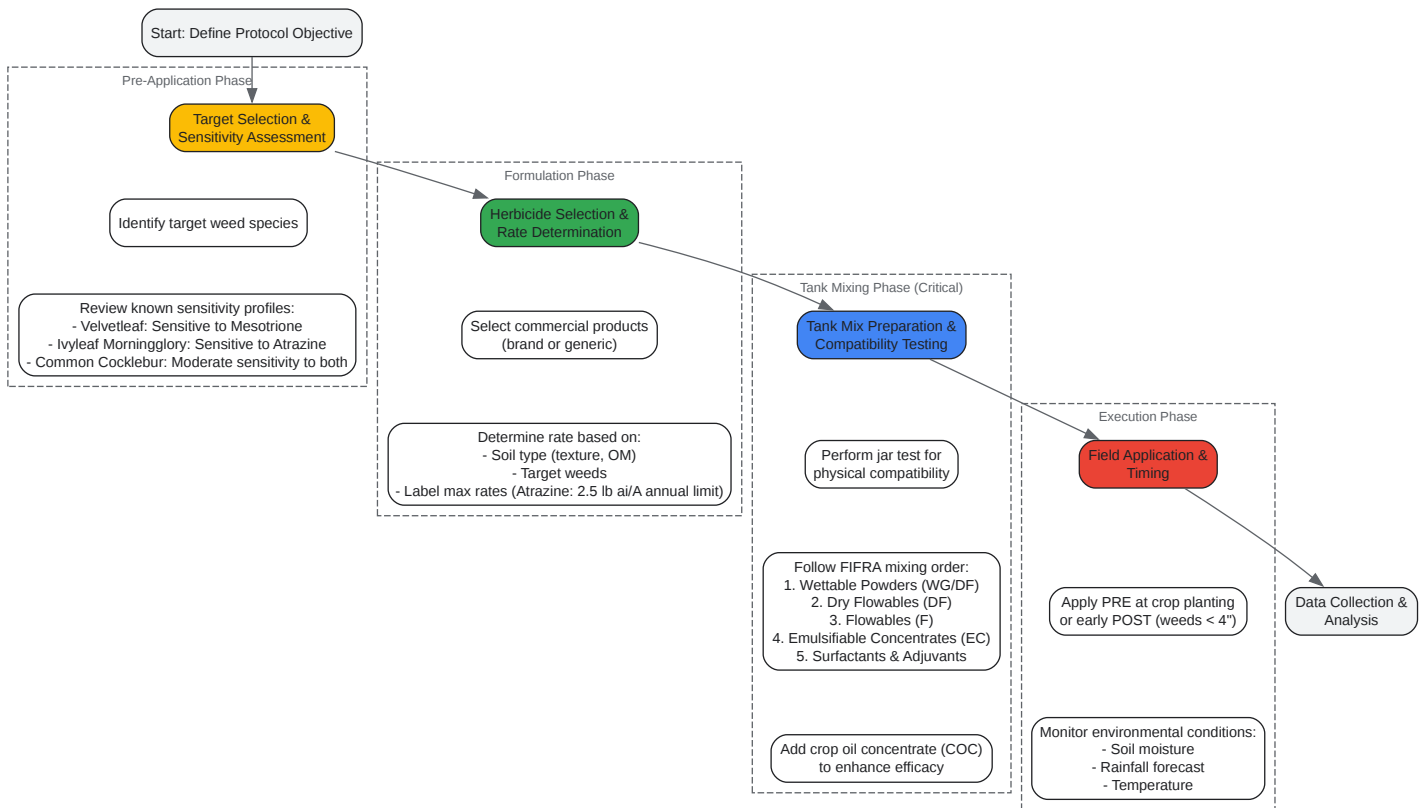 Start: Define Protocol Objective
Pre-Application Phase
Target Selection &
Sensitivity Assessment
Identify target weed species
Review known sensitivity profiles:
- Velvetleaf: Sensitive to Mesotrione
- Ivyleaf Morningglory: Sensitive to Atrazine
- Common Cocklebur: Moderate sensitivity to both
Formulation Phase
Herbicide Selection &
Rate Determination
Select commercial products
(brand or generic)
Determine rate based on:
- Soil type (texture, OM)
- Target weeds
- Label max rates (Atrazine: 2.5 lb ai/A annual limit)
Tank Mixing Phase (Critical)
Tank Mix Preparation &
Compatibility Testing
Perform jar test for
physical compatibility
Follow FIFRA mixing order:
1. Wettable Powders (WG/DF)
2. Dry Flowables (DF)
3. Flowables (F)
4. Emulsifiable Concentrates (EC)
5. Surfactants & Adjuvants
Add crop oil concentrate (COC)
to enhance efficacy
Execution Phase
Field Application &
Timing
Apply PRE at crop planting
or early POST (weeds < 4")
Monitor environmental conditions:
- Soil moisture
- Rainfall forecast
- Temperature
Data Collection &
Analysis